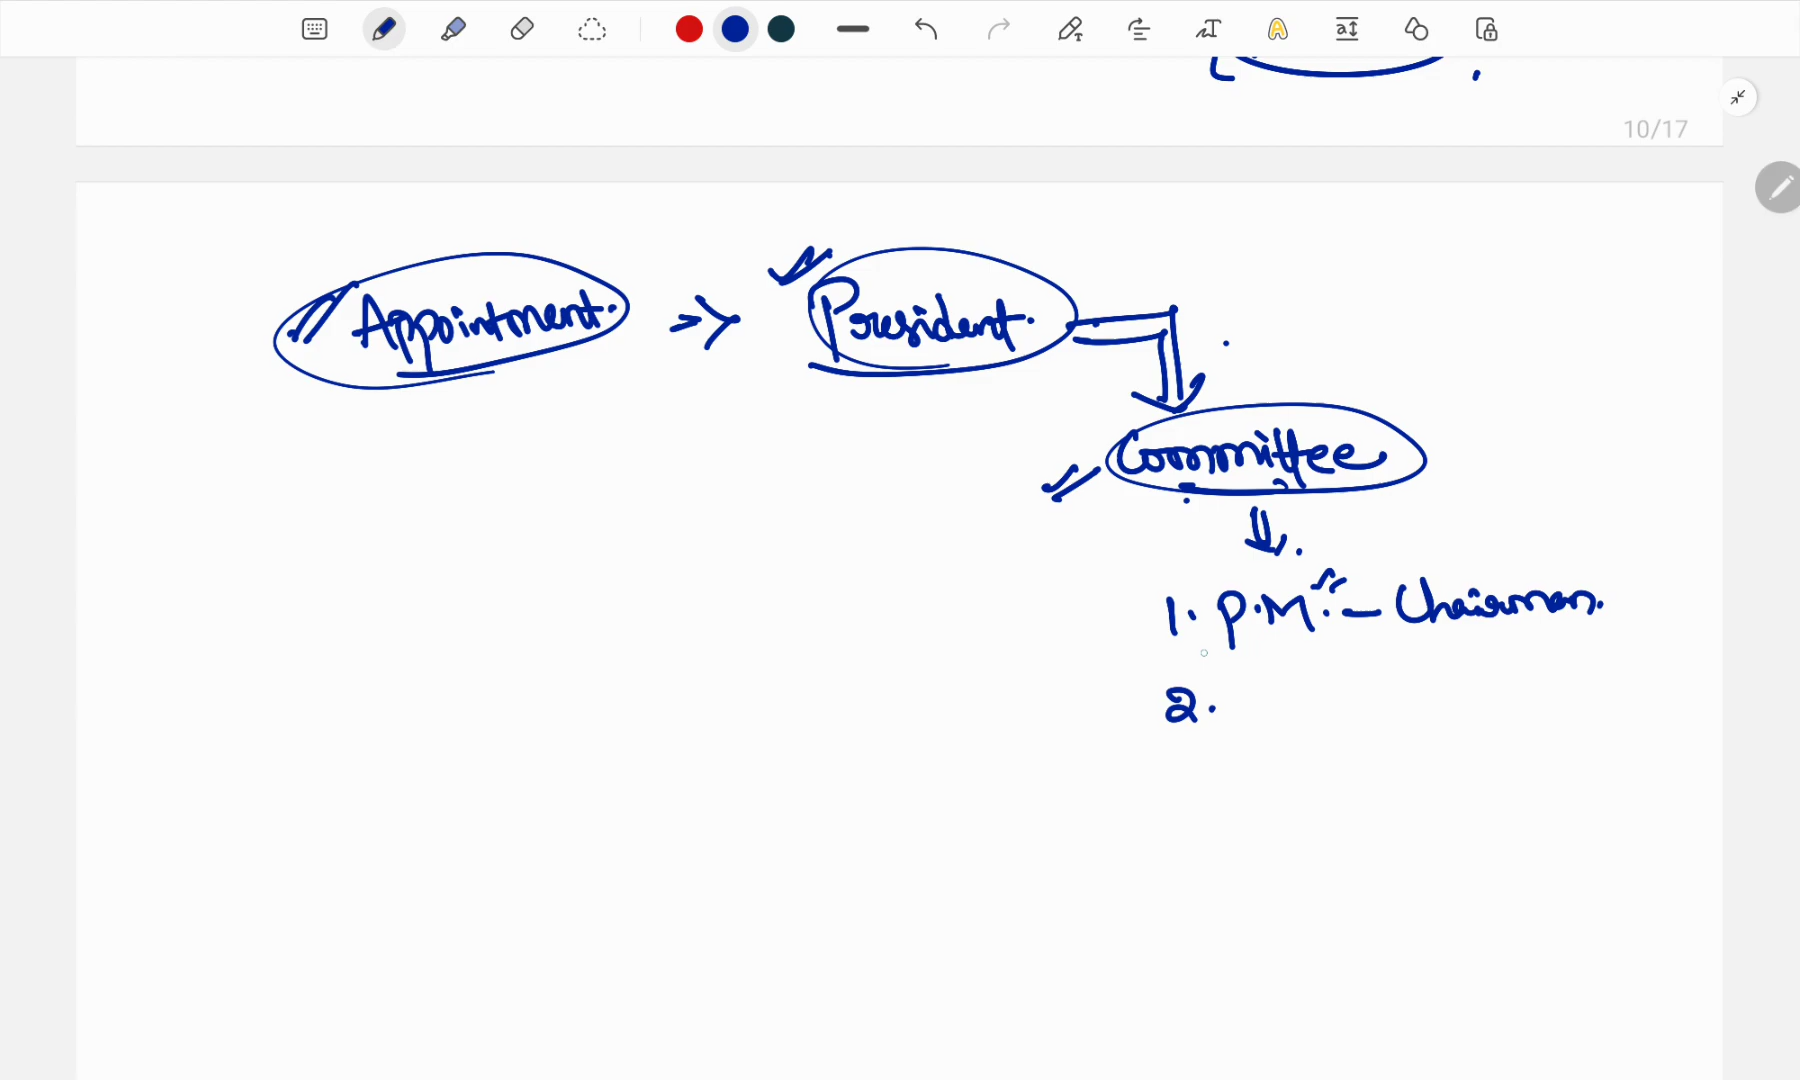 10/17
Appointment. President.
Committee
1. P.M. - Chairman.
2.